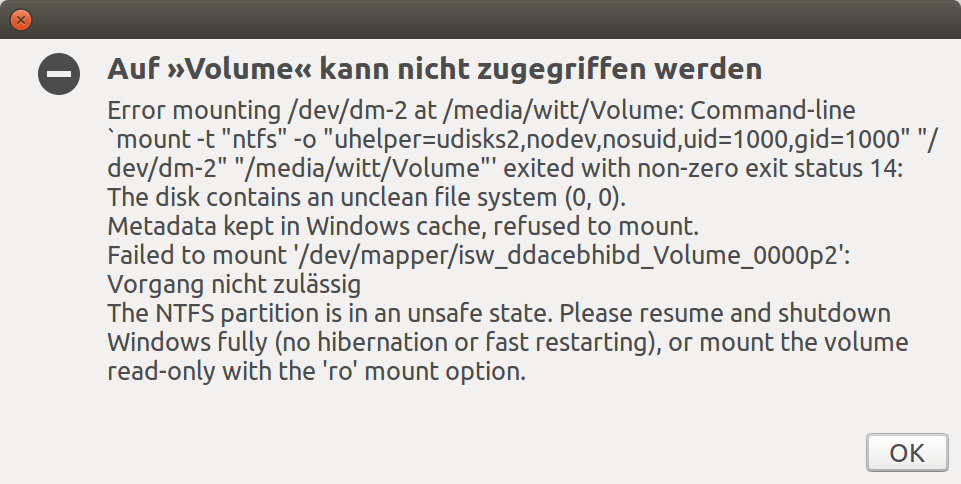 Auf »Volume« kann nicht zugegriffen werden
Error mounting /dev/dm-2 at /media/witt/Volume: Command-line
`mount -t "ntfs" -o "uhelper=udisks2,nodev,nosuid,uid=1000,gid=1000" "/
dev/dm-2" "/media/witt/Volume"' exited with non-zero exit status 14:
The disk contains an unclean file system (0, 0).
Metadata kept in Windows cache, refused to mount.
Failed to mount '/dev/mapper/isw_ddacebhibd_Volume_0000p2':
Vorgang nicht zulässig
The NTFS partition is in an unsafe state. Please resume and shutdown
Windows fully (no hibernation or fast restarting), or mount the volume
read-only with the 'ro' mount option.
OK